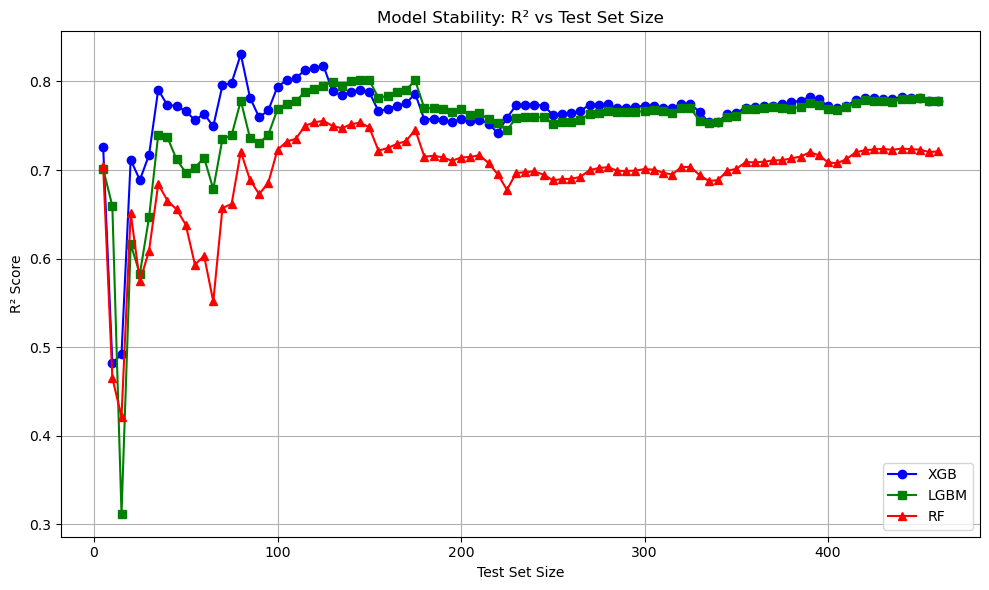 Model Stability: R² vs Test Set Size
R² Score
0.8
0.7
0.6
0.5
0.4
0.3
0
100
200
300
400
Test Set Size
XGB
LGBM
RF